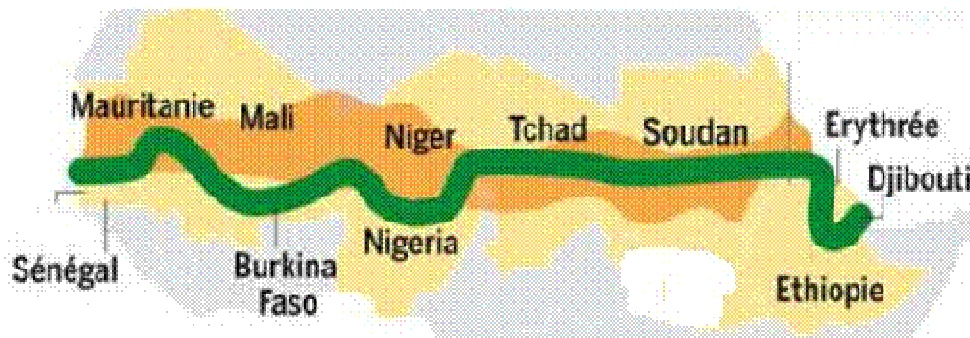 Mauritanie
Mali
Niger
Tchad
Soudan
Erythrée
Djibouti
Sénégal
Burkina
Faso
Nigeria
Ethiopie